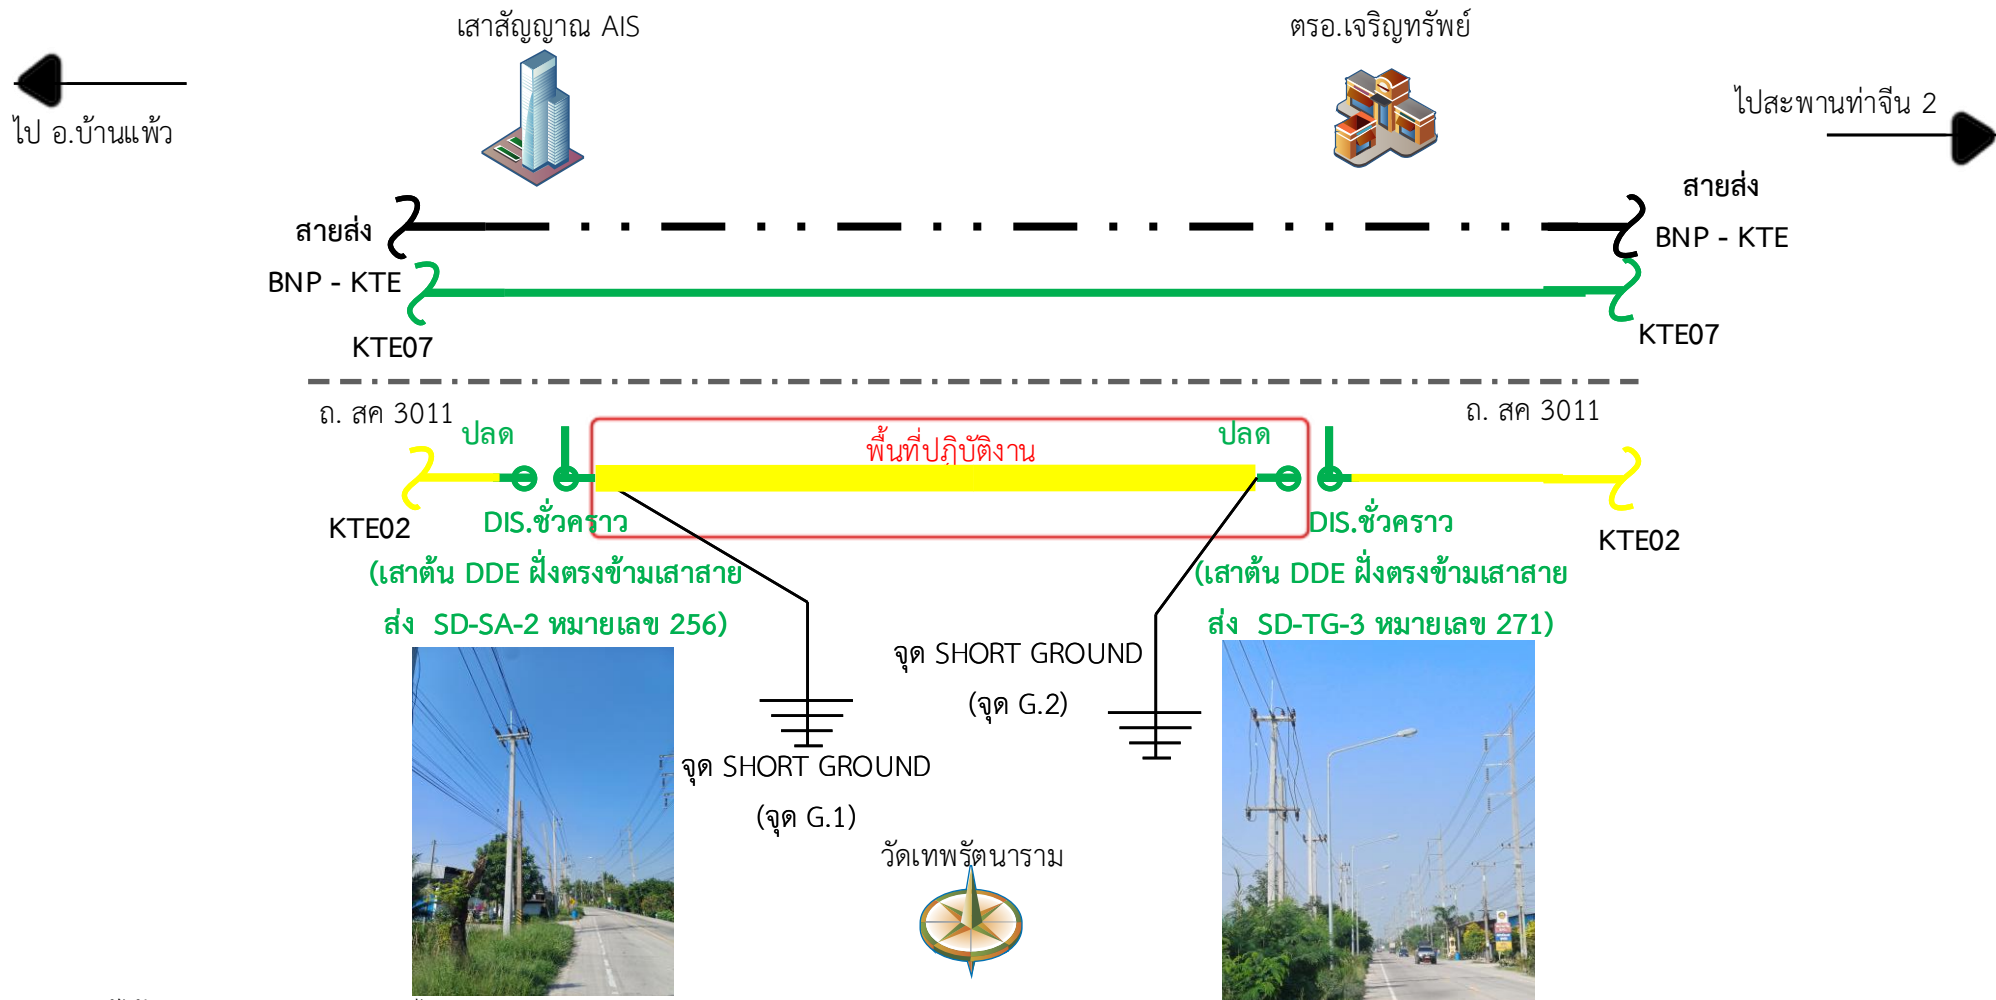 เสาสัญญาณ AIS
ตรอ.เจริญทรัพย์
ไป อ.บ้านแพ้ว
ไปสะพานท่าจีน 2
สายส่ง
BNP - KTE
สายส่ง
BNP - KTE
KTE07
KTE07
ถ. สค 3011
ถ. สค 3011
ปลด
พื้นที่ปฏิบัติงาน
ปลด
KTE02
KTE02
DIS.ชั่วคราว
(เสาต้น DDE ฝั่งตรงข้ามเสาสาย
ส่ง SD-SA-2 หมายเลข 256)
DIS.ชั่วคราว
(เสาต้น DDE ฝั่งตรงข้ามเสาสาย
ส่ง SD-TG-3 หมายเลข 271)
จุด SHORT GROUND
(จุด G.2)
จุด SHORT GROUND
(จุด G.1)
วัดเทพรัตนาราม